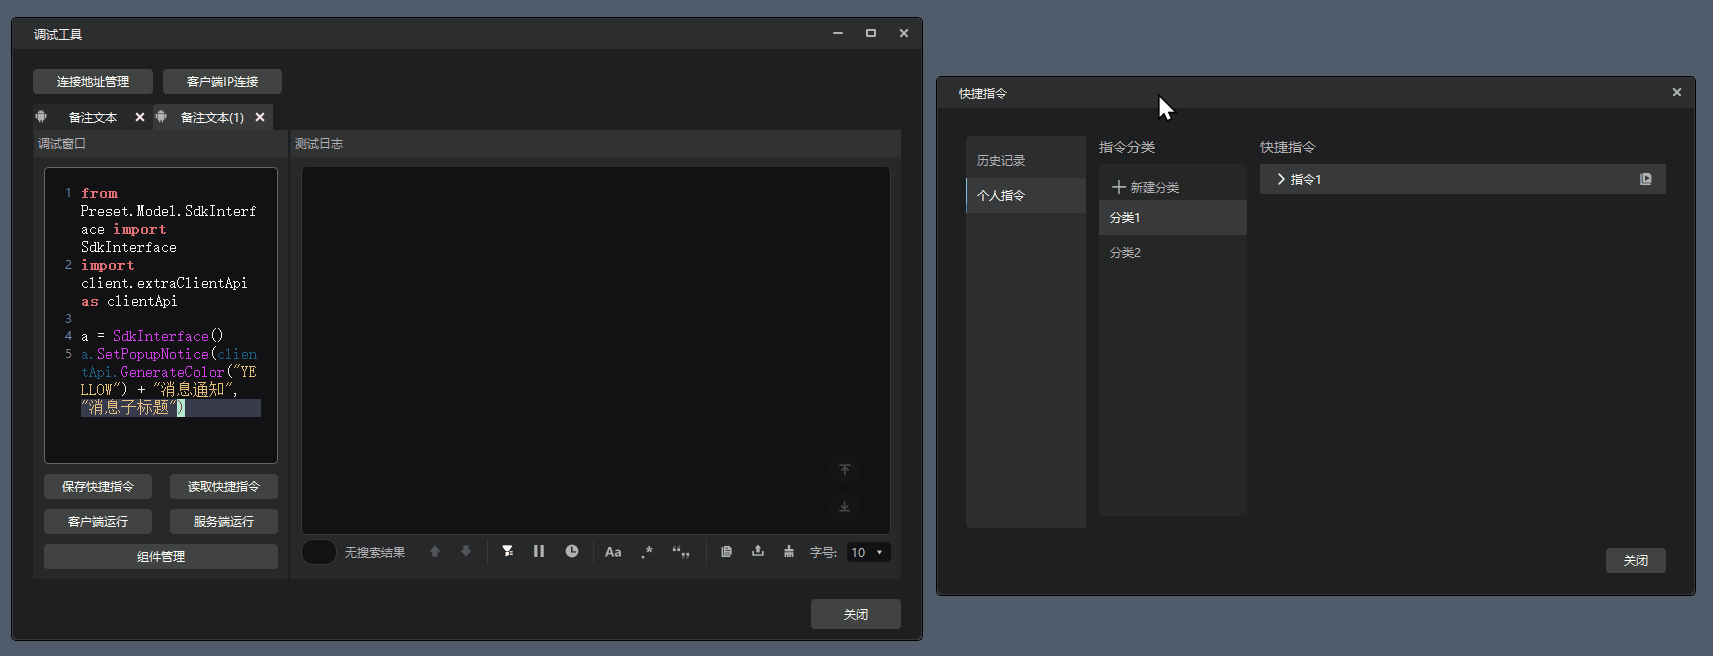 调试工具
连接地址管理 客户端IP连接
备注文本 备注文本(1)
调试窗口 测试日志
1 from
Preset.Model.SdkInterf
ace import
SdkInterface
2 import
client.extraClientApi
as clientApi
3
4 a = SdkInterface()
5 a.SetPopupNotice(clien
tApi.GenerateColor("YE
LLOW") + "消息通知",
"消息子标题")
保存快捷指令 读取快捷指令
客户端运行 服务端运行
组件管理
无搜索结果 Aa .* “„ 字号: 10
关闭
快捷指令
历史记录
个人指令
指令分类
新建分类
分类1
分类2
快捷指令
指令1
关闭